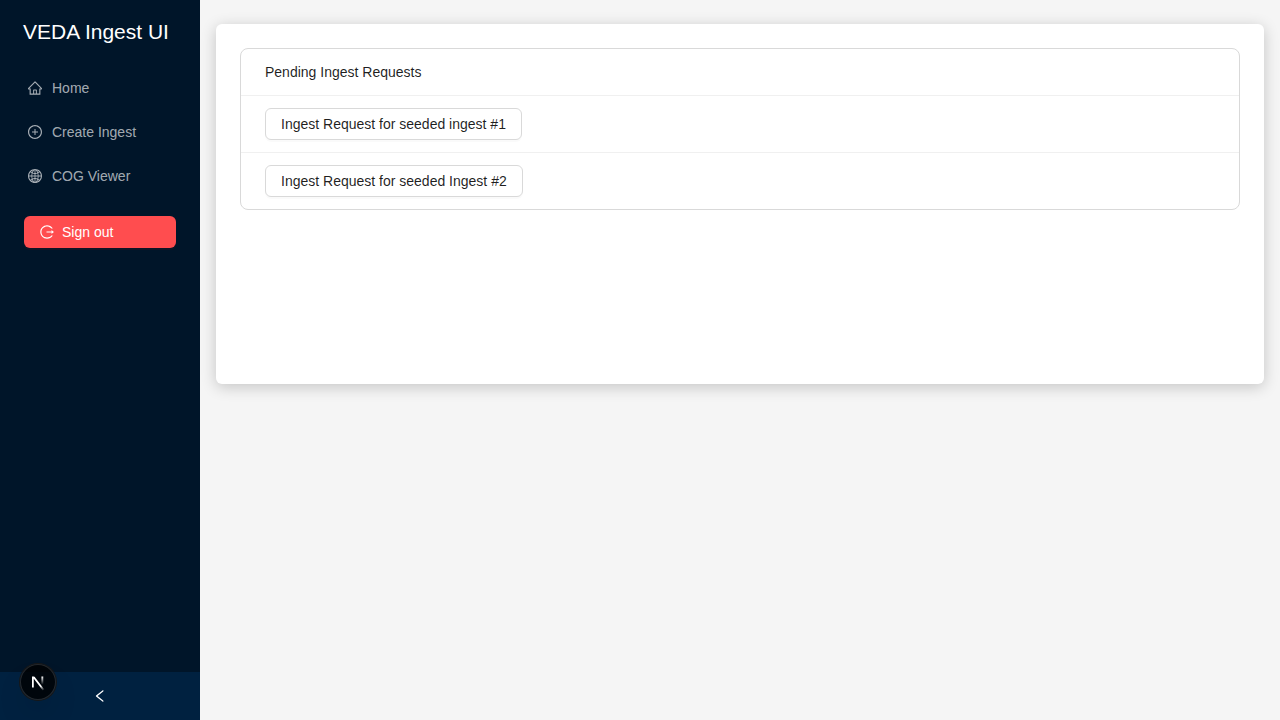 VEDA Ingest UI
Home
Create Ingest
COG Viewer
Sign out
Pending Ingest Requests
Ingest Request for seeded ingest #1
Ingest Request for seeded Ingest #2
N